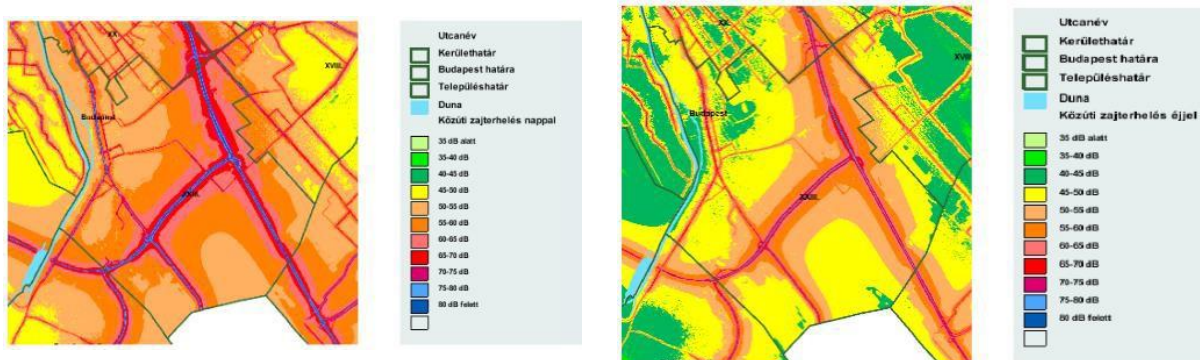 XX.
XVIII.
Budapest
XXIII.
Utcanév
Kerülethatár
Budapest határa
Településhatár
Duna
Közúti zajterhelés nappal
35 dB alatt
35-40 dB
40-45 dB
45-50 dB
50-55 dB
55-60 dB
60-65 dB
65-70 dB
70-75 dB
75-80 dB
80 dB felett
XX.
XVIII.
Budapest
XXIII.
Utcanév
Kerülethatár
Budapest határa
Településhatár
Duna
Közúti zajterhelés éjjel
35 dB alatt
35-40 dB
40-45 dB
45-50 dB
50-55 dB
55-60 dB
60-65 dB
65-70 dB
70-75 dB
75-80 dB
80 dB felett